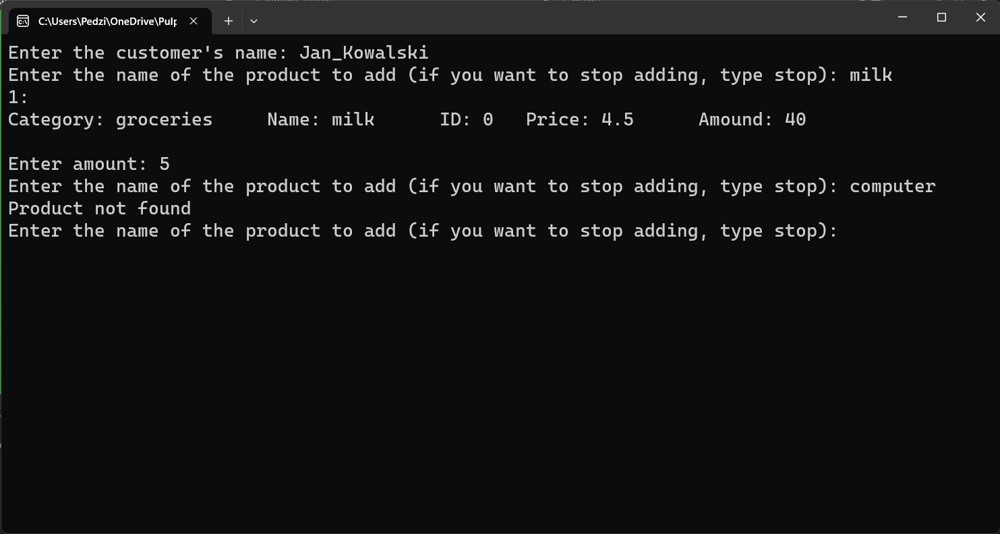 C:\Users\Pedzi\OneDrive\Pulp
Enter the customer's name: Jan_Kowalski
Enter the name of the product to add (if you want to stop adding, type stop): milk
1:
Category: groceries Name: milk ID: 0 Price: 4.5 Amound: 40
Enter amount: 5
Enter the name of the product to add (if you want to stop adding, type stop): computer
Product not found
Enter the name of the product to add (if you want to stop adding, type stop):